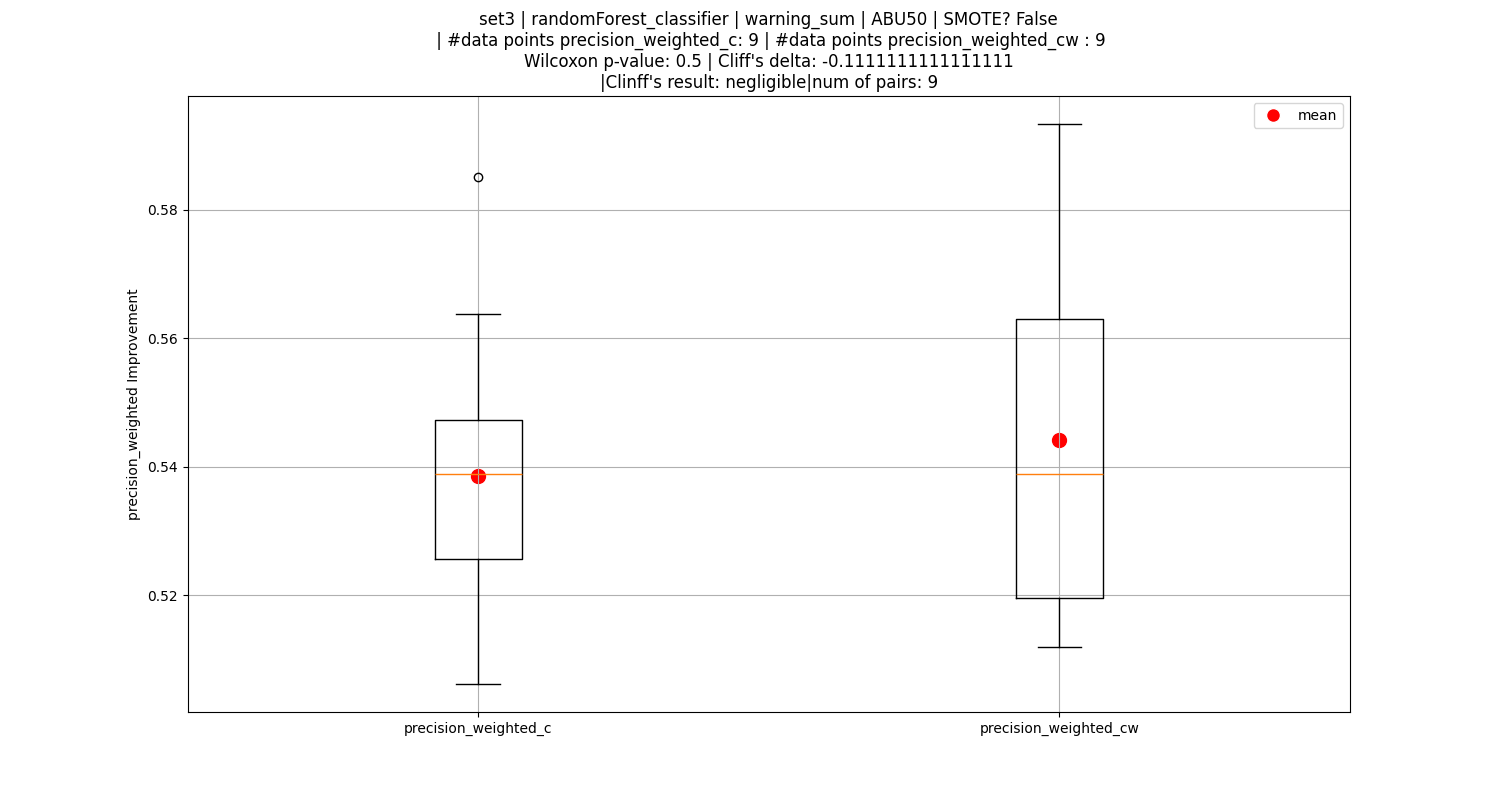 set3 | randomForest_classifier | warning_sum | ABU50 | SMOTE? False
| #data points precision_weighted_c: 9 | #data points precision_weighted_cw : 9
Wilcoxon p-value: 0.5 | Cliff's delta: -0.1111111111111111
|Clinff's result: negligible|num of pairs: 9
mean
0.58
0.56
0.54
0.52
precision_weighted Improvement
precision_weighted_c
precision_weighted_cw